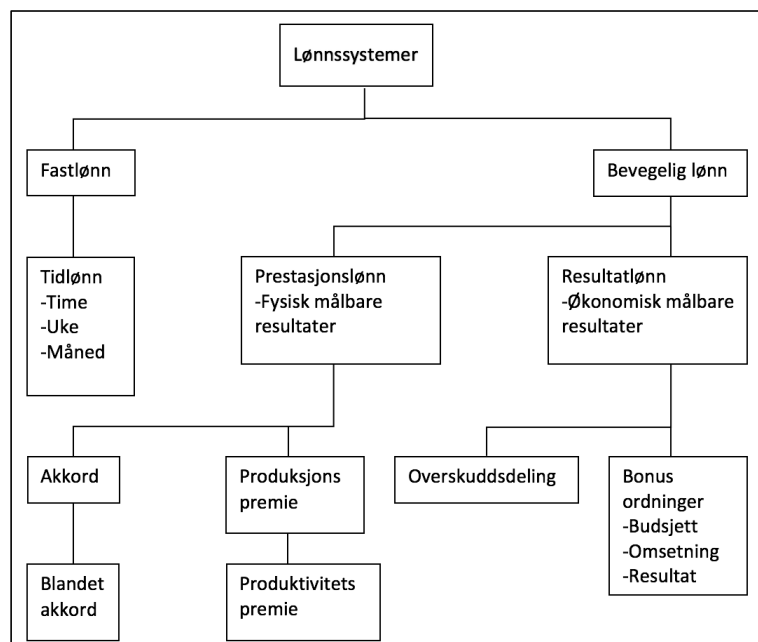 Lønnssystemer
Fastlønn
Bevegelig lønn
Tidlønn
-Time
-Uke
-Måned
Prestasjonslønn
-Fysisk målbare
resultater
Resultatlønn
-Økonomisk målbare
resultater
Akkord
Produksjons
premie
Overskuddsdeling
Bonus
ordninger
-Budsjett
-Omsetning
-Resultat
Blandet
akkord
Produktivitets
premie